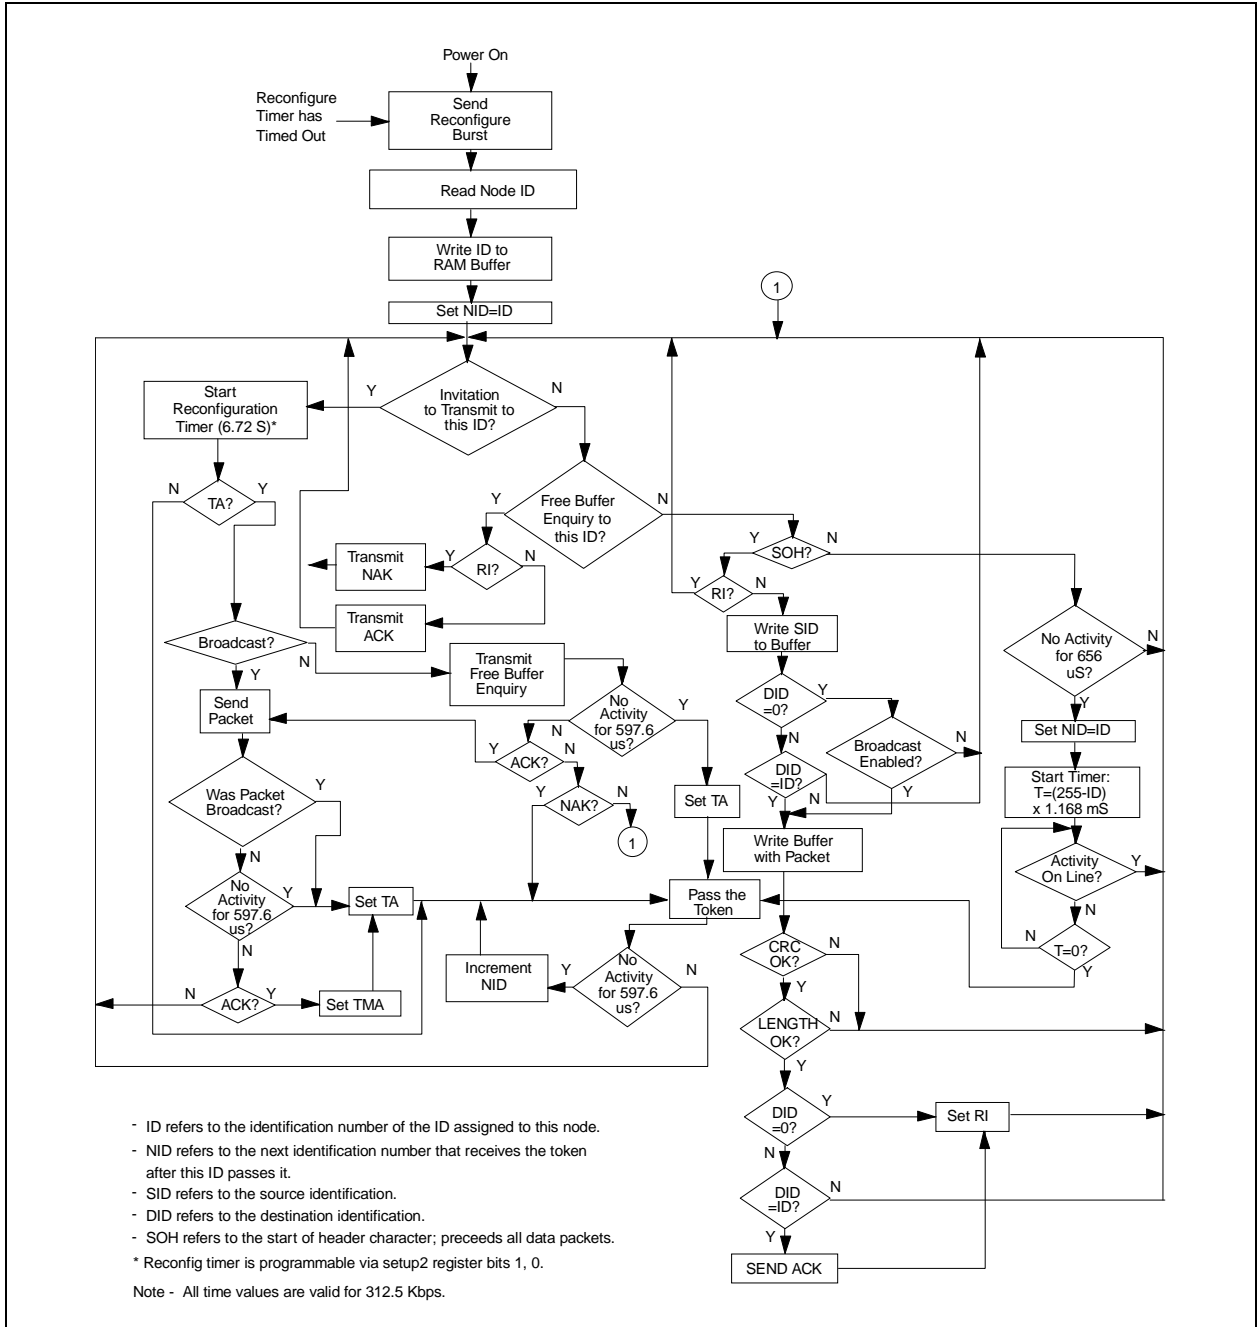 Power On
Reconfigure
Timer has
Timed Out
Send
Reconfigure
Burst
Read Node ID
Write ID to
RAM Buffer
1
Set NID=ID
Start
Reconfiguration
Timer (6.72 S)*
Y
Invitation
to Transmit to
this ID?
N
N
TA?
Y
Y
Free Buffer
Enquiry to
this ID?
N
Transmit
NAK
Y
RI?
N
Y
SOH?
N
Y
RI?
N
Transmit
ACK
Write SID
to Buffer
No Activity
for 656
uS?
N
Y
Broadcast?
N
Y
Transmit
Free Buffer
Enquiry
Send
Packet
No
Activity
for 597.6
us?
Y
N
DID
=0?
Y
N
Broadcast
Enabled?
N
Y
Set NID=ID
Y
ACK?
N
DID
=ID?
N
Y
Start Timer:
T=(255-ID)
x 1.168 mS
Was Packet
Broadcast?
Y
N
Y
NAK?
N
1
Set TA
Write Buffer
with Packet
Activity
On Line?
Y
N
No
Activity
for 597.6
us?
Y
N
Set TA
Pass the
Token
N
T=0?
Y
CRC
OK?
N
Y
Increment
NID
Y
No
Activity
for 597.6
us?
N
N
ACK?
Y
Set TMA
LENGTH
OK?
N
Y
DID
=0?
Y
N
Set RI
DID
=ID?
N
Y
SEND ACK
- ID refers to the identification number of the ID assigned to this node.
- NID refers to the next identification number that receives the token
after this ID passes it.
- SID refers to the source identification.
- DID refers to the destination identification.
- SOH refers to the start of header character; preceeds all data packets.
* Reconfig timer is programmable via setup2 register bits 1, 0.
Note - All time values are valid for 312.5 Kbps.